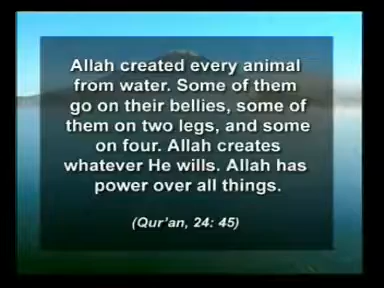 Allah created every animal
from water. Some of them
go on their bellies, some of
them on two legs, and some
on four. Allah creates
whatever He wills. Allah has
power over all things.
(Qur'an, 24: 45)